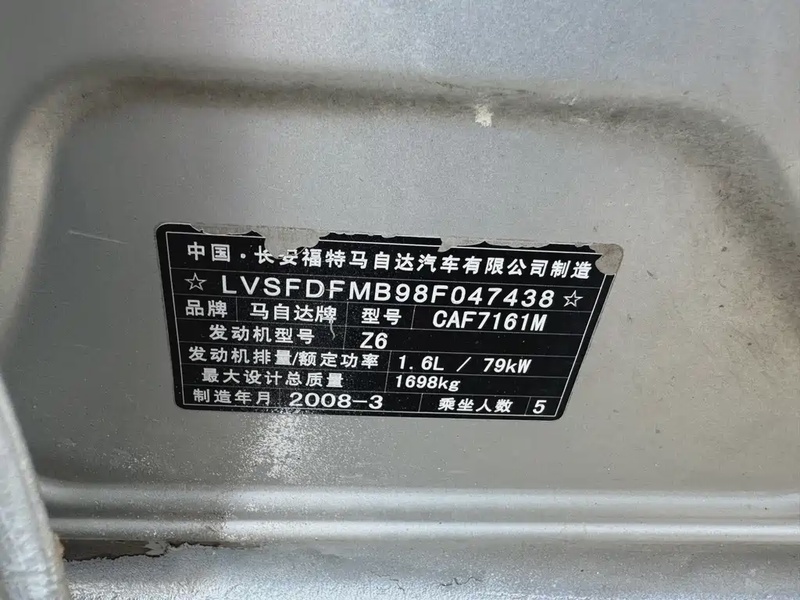 中国·长安福特马自达汽车有限公司制造
☆ LVSFDFMB98F047438 ☆
品牌 马自达牌 型号 CAF7161M
发动机型号 Z6
发动机排量/额定功率 1.6L / 79kW
最大设计总质量 1698kg
制造年月 2008-3 乘坐人数 5